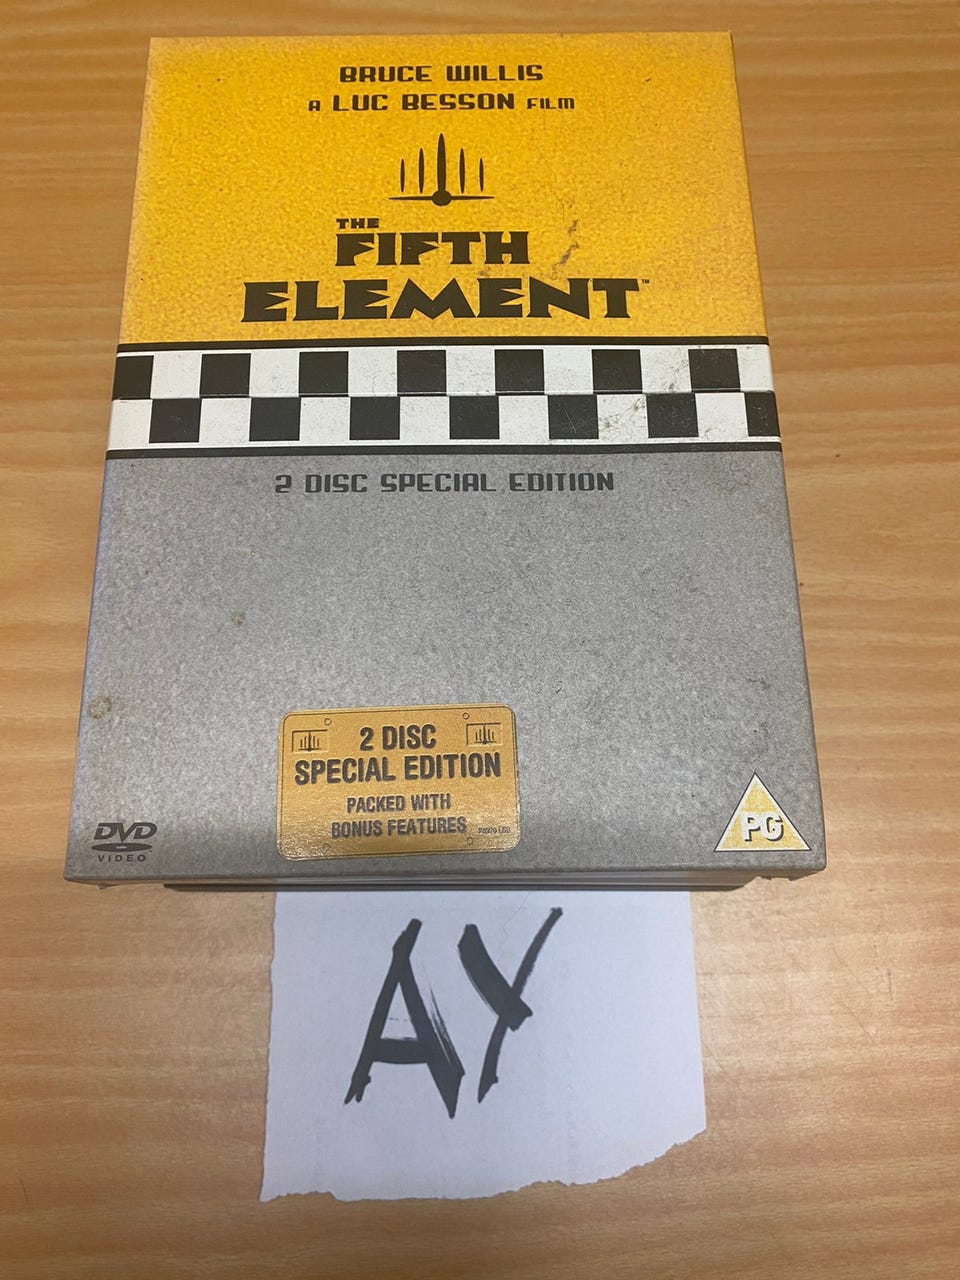 BRUCE WILLIS
A LUC BESSON FILM
THE
FIFTH
ELEMENT™
2 DISC SPECIAL EDITION
2 DISC
SPECIAL EDITION
PACKED WITH
BONUS FEATURES
DVD
VIDEO
PG
AY